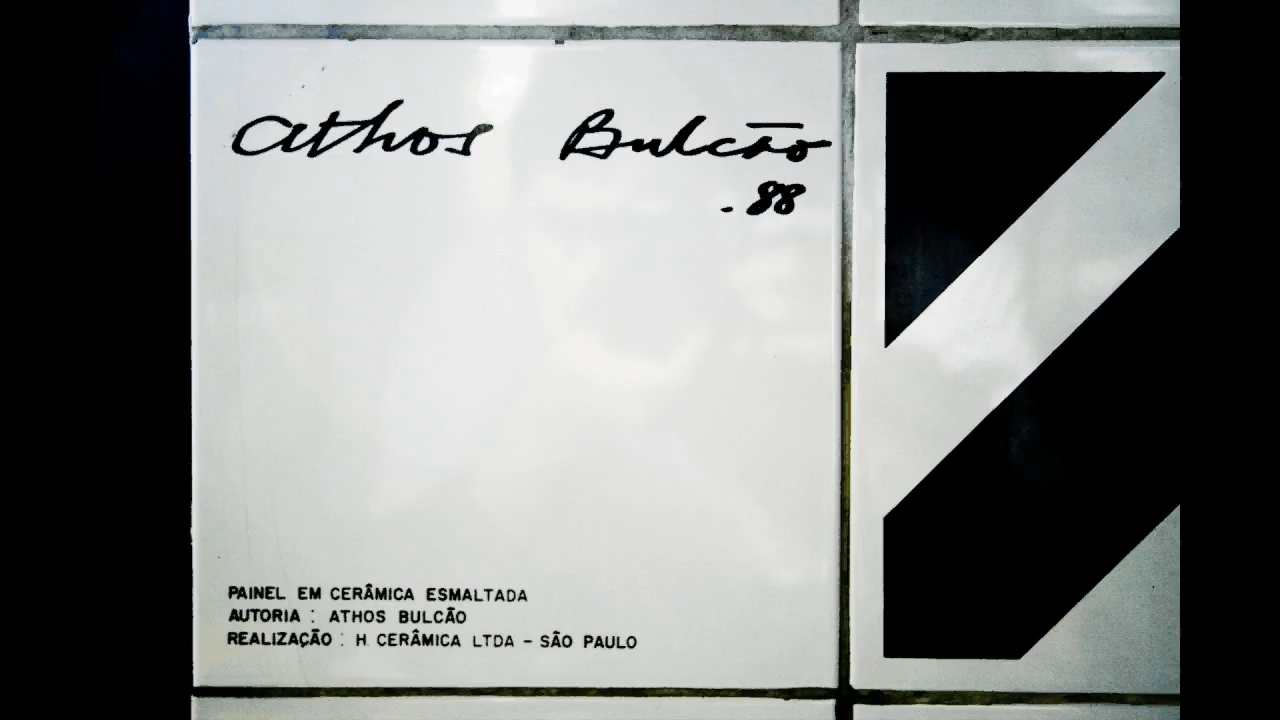 Athos Bulcão
.88
PAINEL EM CERÂMICA ESMALTADA
AUTORIA : ATHOS BULCÃO
REALIZAÇÃO : H CERÂMICA LTDA - SÃO PAULO